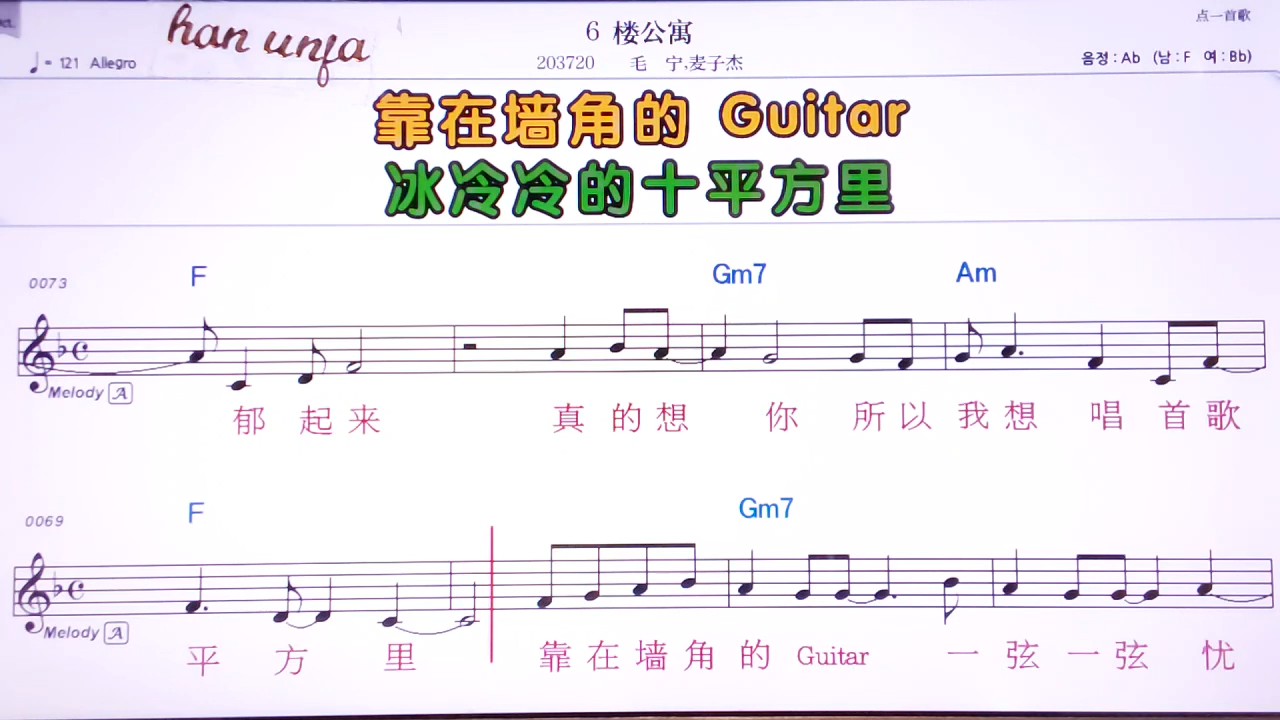 ct.
han unfa
6 楼公寓
点一首歌
♩= 121 Allegro
203720 毛 宁,麦子杰
음정 : Ab (남 : F 여 : Bb)
靠在墙角的 Guitar
冰冷冷的十平方里
0073
F Gm7 Am
Melody A
郁 起 来 真 的 想 你 所 以 我 想 唱 首 歌
0069
F Gm7
Melody A
平 方 里 靠 在 墙 角 的 Guitar 一 弦 一 弦 忧